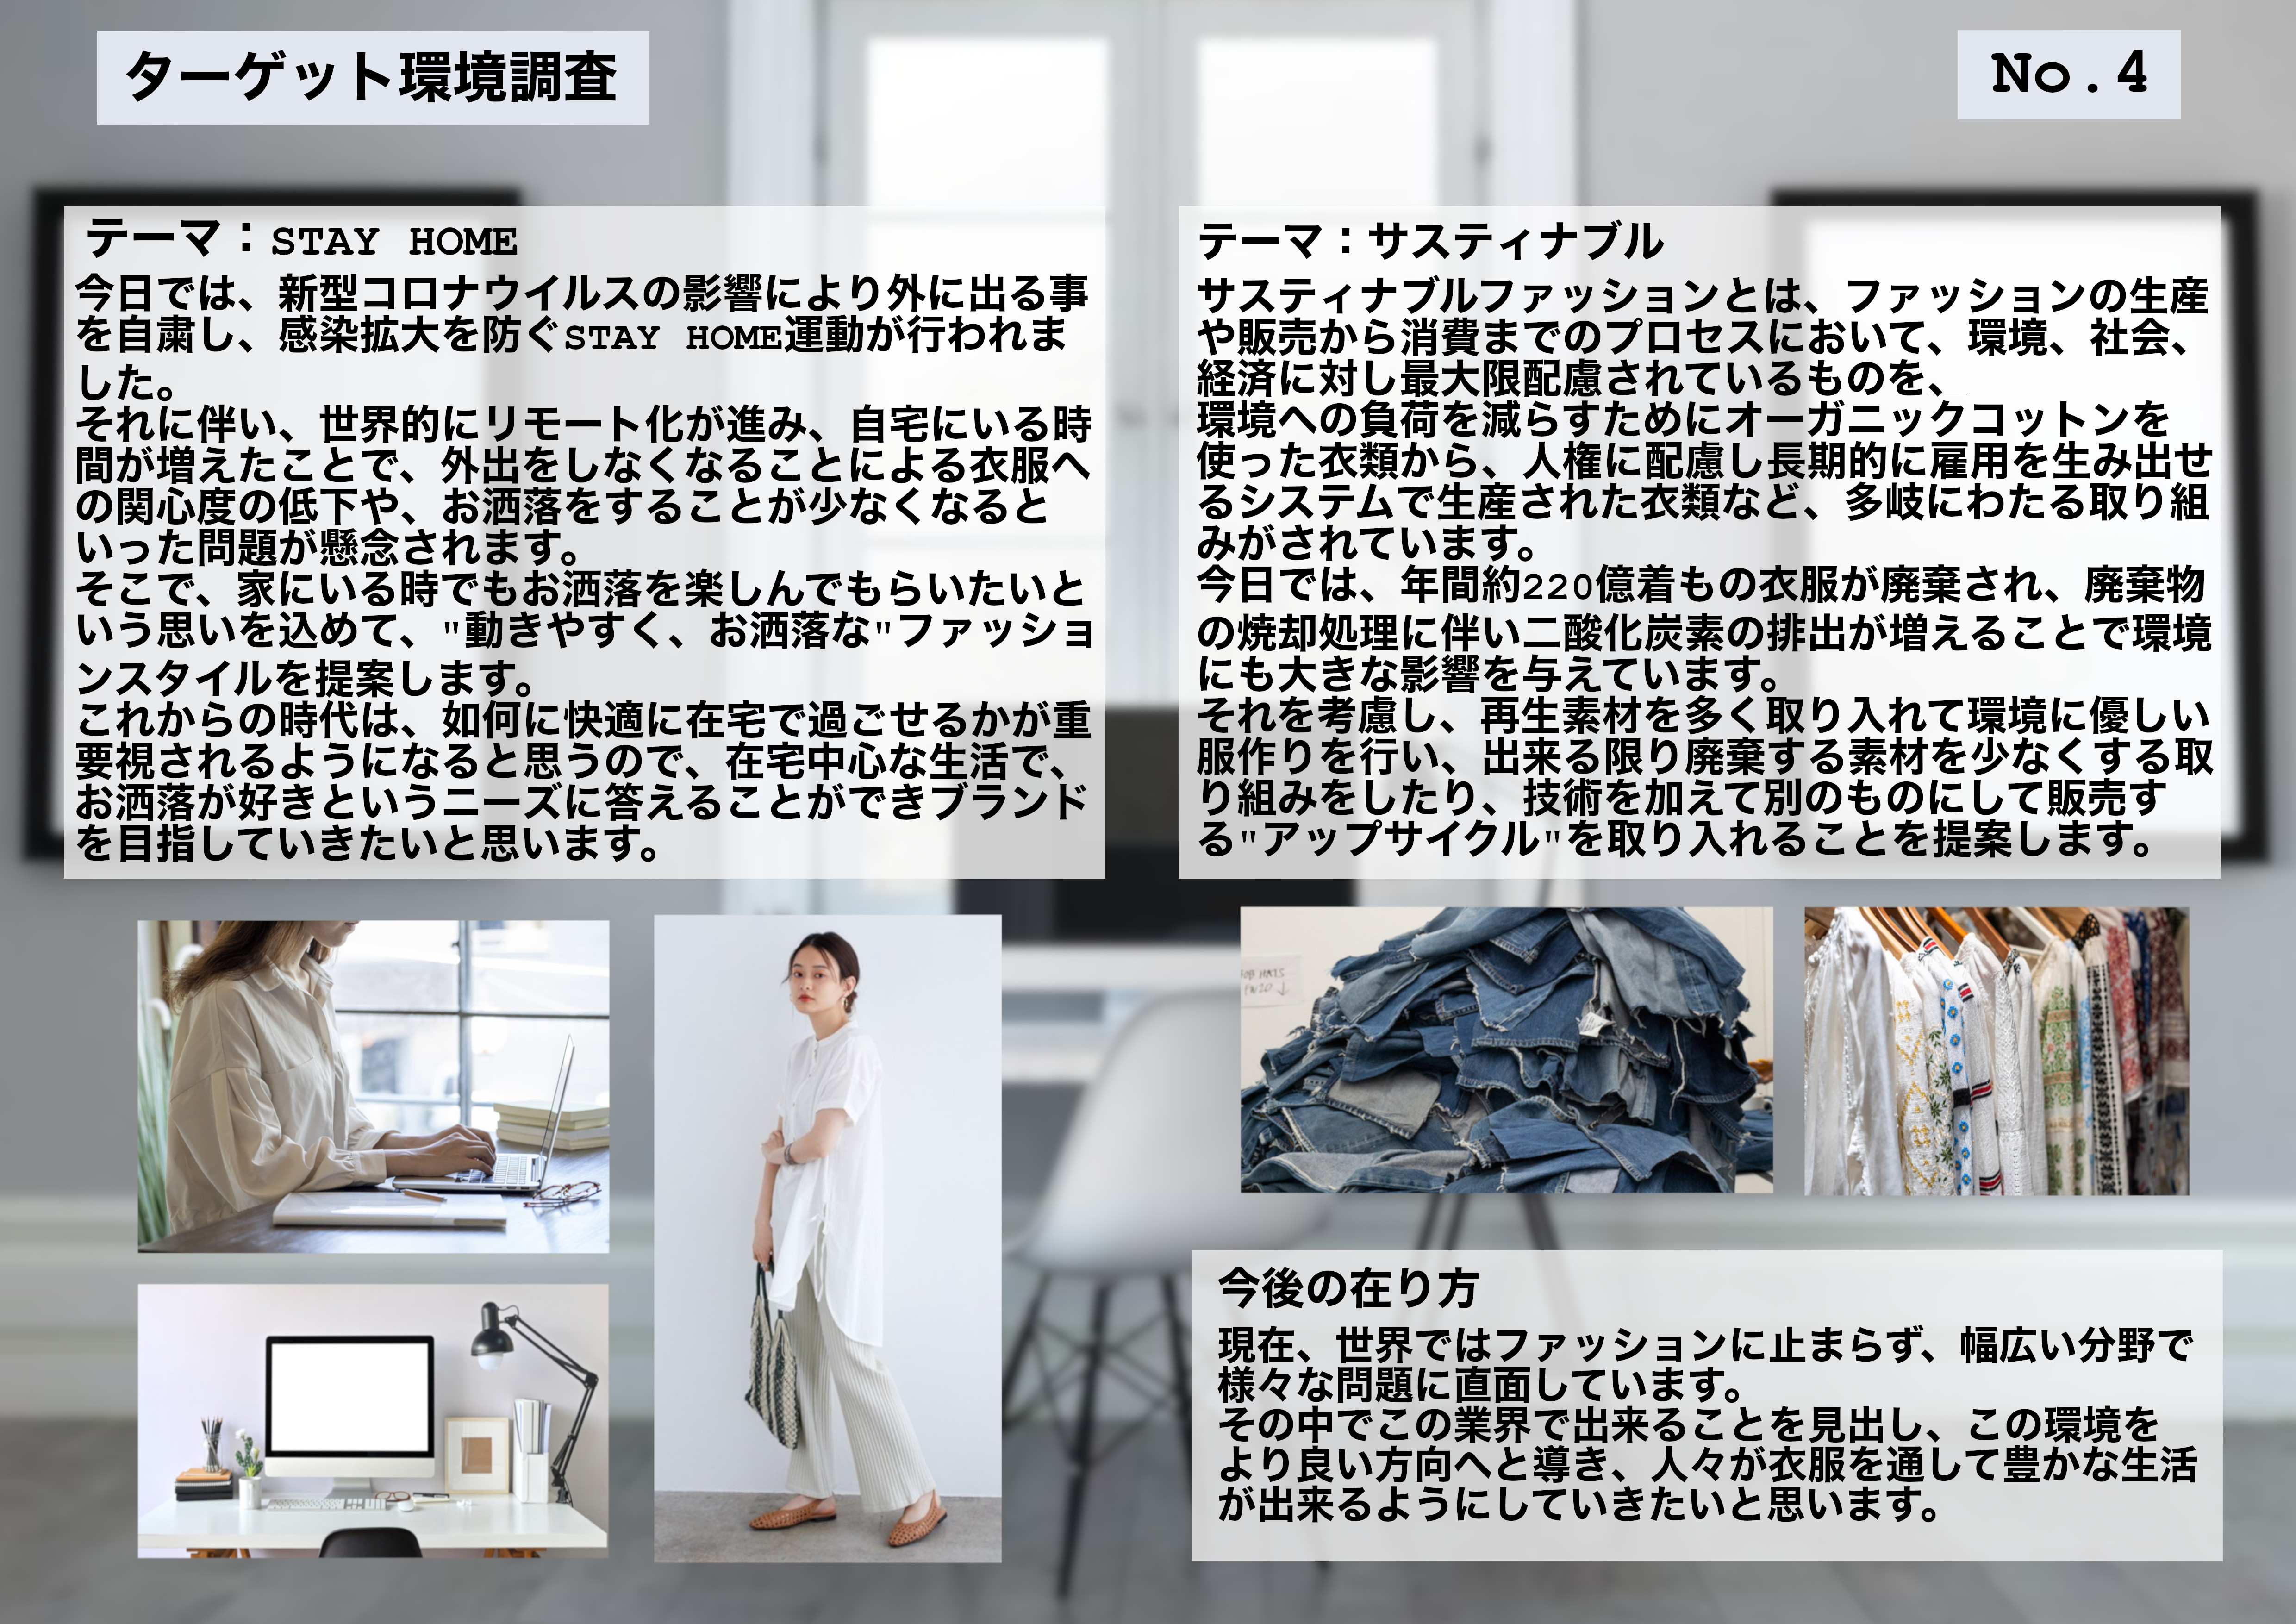 ターゲット環境調査
No.4
テーマ：STAY HOME
今日では、新型コロナウイルスの影響により外に出る事
を自粛し、感染拡大を防ぐSTAY HOME運動が行われま
した。
それに伴い、世界的にリモート化が進み、自宅にいる時
間が増えたことで、外出をしなくなることによる衣服へ
の関心度の低下や、お洒落をすることが少なくなると
いった問題が懸念されます。
そこで、家にいる時でもお洒落を楽しんでもらいたいと
いう思いを込めて、"動きやすく、お洒落な"ファッショ
ンスタイルを提案します。
これからの時代は、如何に快適に在宅で過ごせるかが重
要視されるようになると思うので、在宅中心な生活で、
お洒落が好きというニーズに答えることができブランド
を目指していきたいと思います。
テーマ：サスティナブル
サスティナブルファッションとは、ファッションの生産
や販売から消費までのプロセスにおいて、環境、社会、
経済に対し最大限配慮されているものを、
環境への負荷を減らすためにオーガニックコットンを
使った衣類から、人権に配慮し長期的に雇用を生み出せ
るシステムで生産された衣類など、多岐にわたる取り組
みがされています。
今日では、年間約220億着もの衣服が廃棄され、廃棄物
の焼却処理に伴い二酸化炭素の排出が増えることで環境
にも大きな影響を与えています。
それを考慮し、再生素材を多く取り入れて環境に優しい
服作りを行い、出来る限り廃棄する素材を少なくする取
り組みをしたり、技術を加えて別のものにして販売す
る"アップサイクル"を取り入れることを提案します。
今後の在り方
現在、世界ではファッションに止まらず、幅広い分野で
様々な問題に直面しています。
その中でこの業界で出来ることを見出し、この環境を
より良い方向へと導き、人々が衣服を通して豊かな生活
が出来るようにしていきたいと思います。